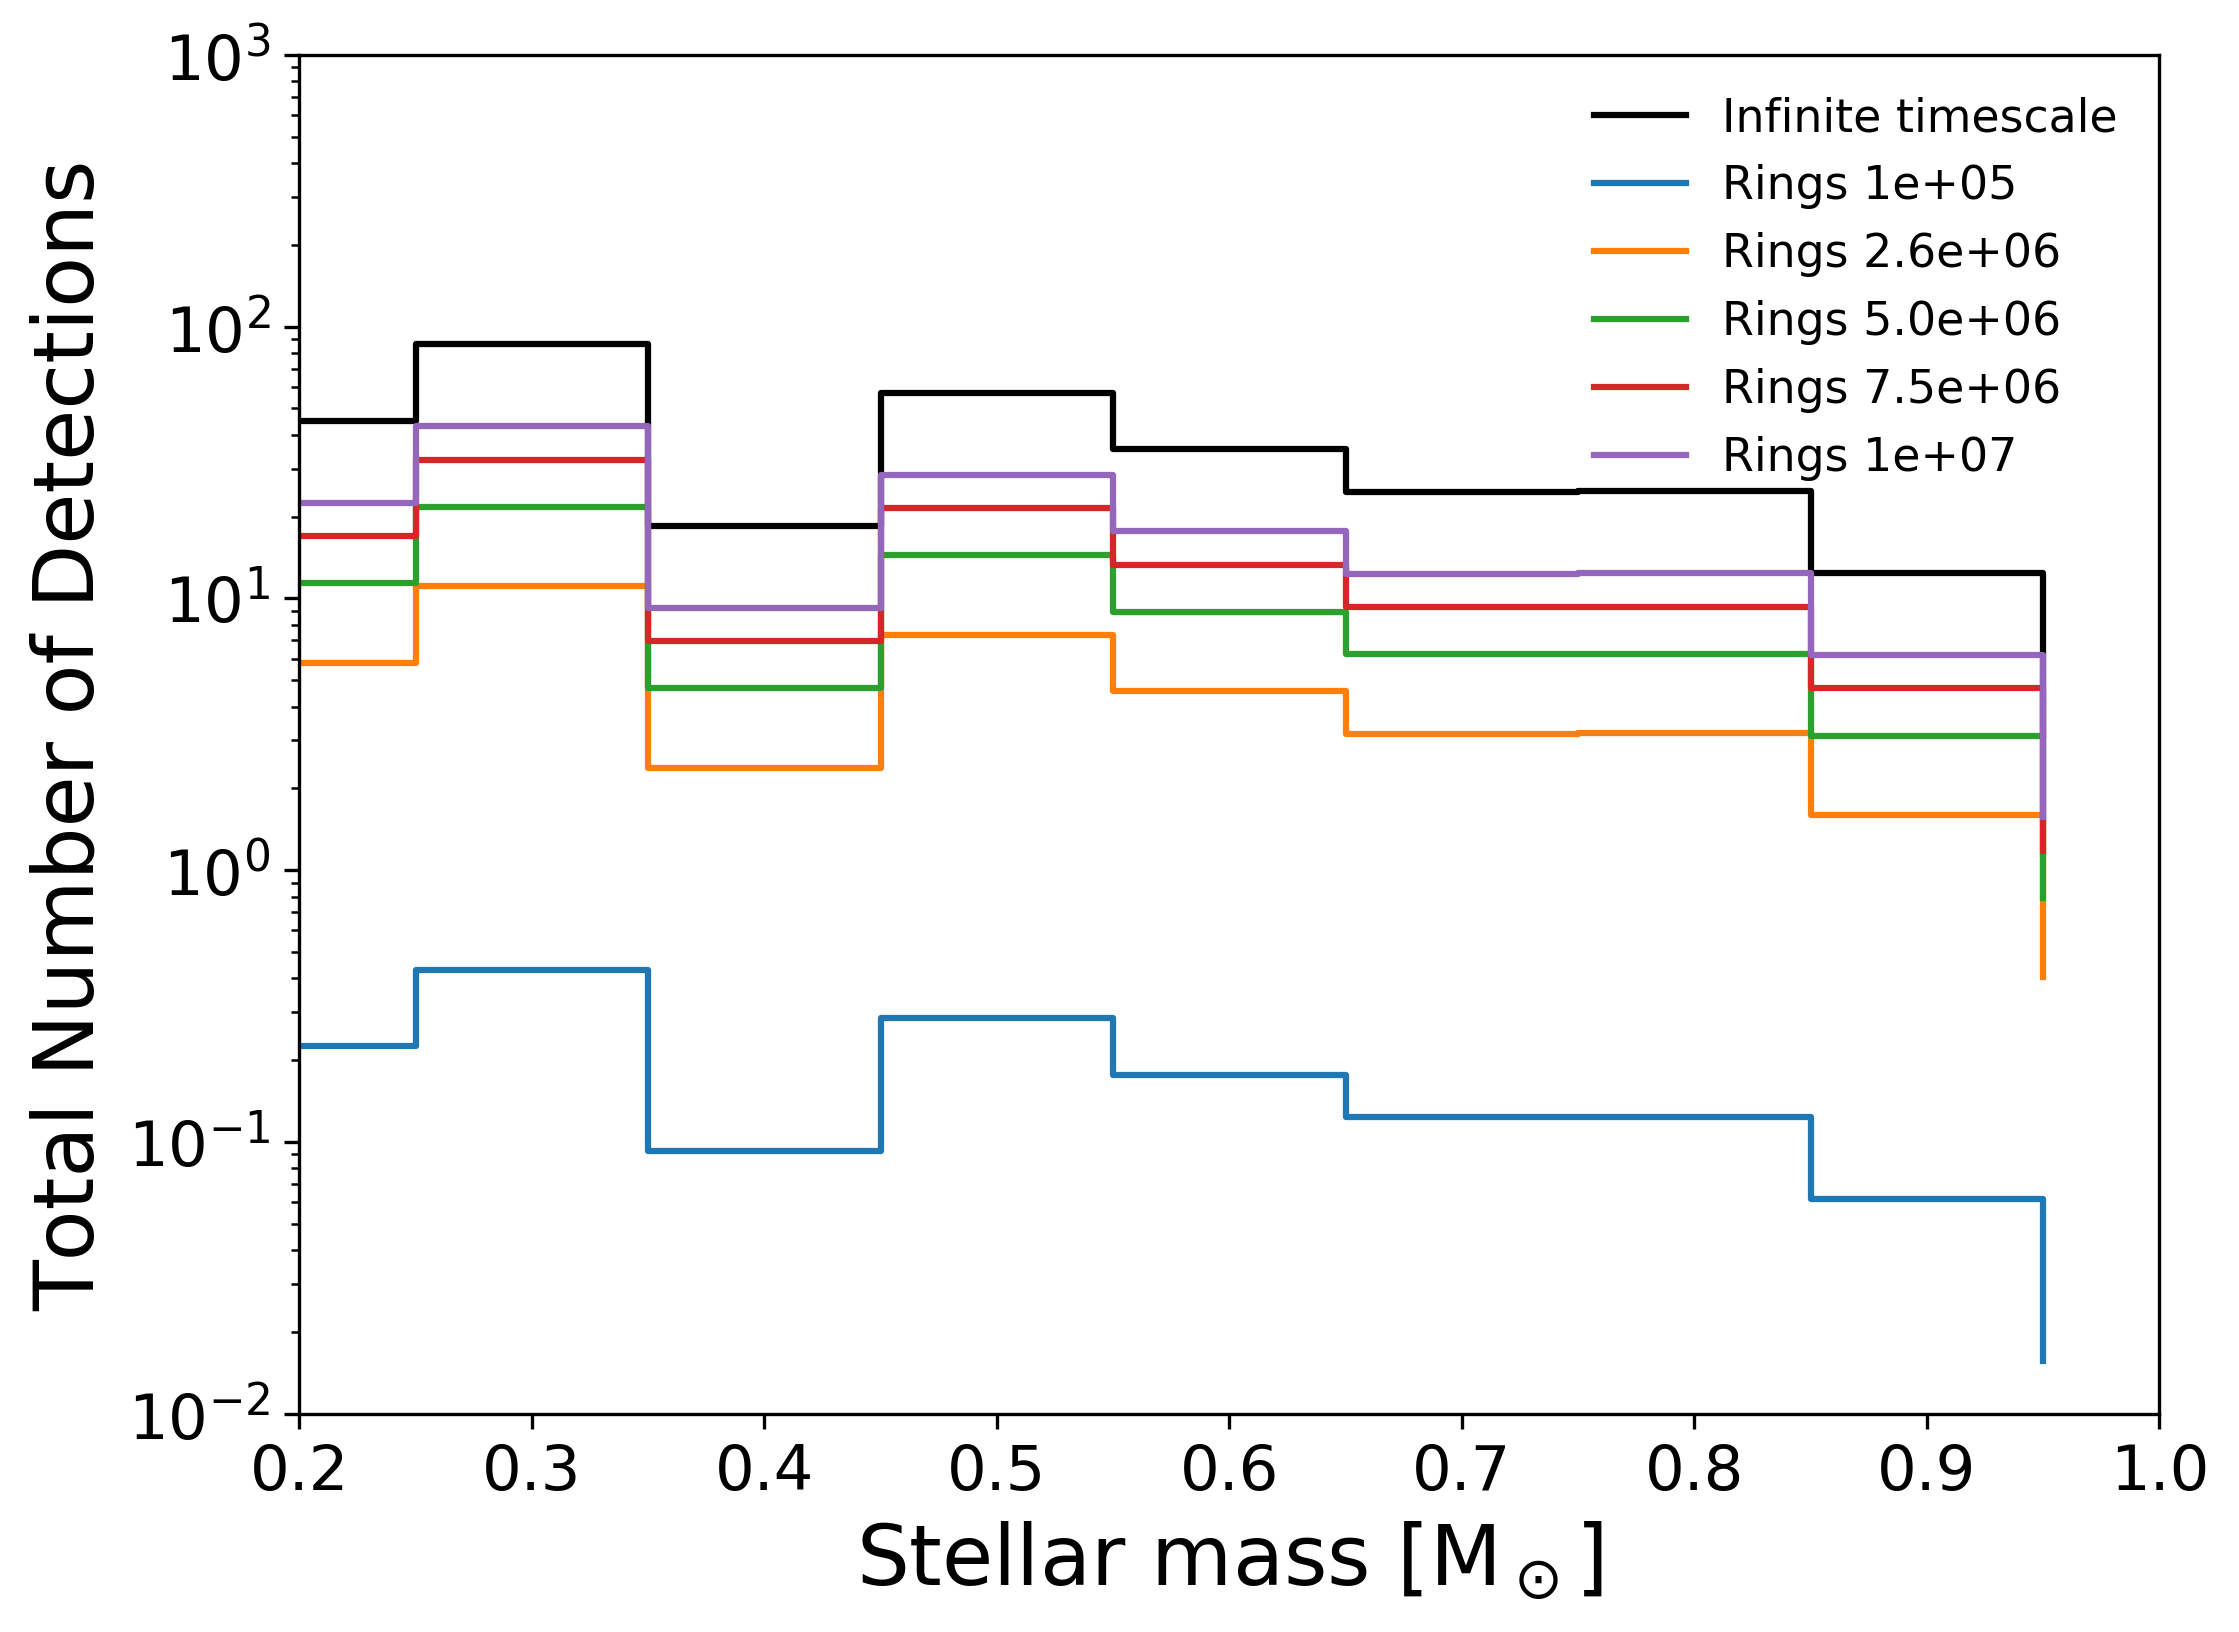 Total Number of Detections
10³
10²
10¹
10⁰
10⁻¹
10⁻²
Infinite timescale
Rings 1e+05
Rings 2.6e+06
Rings 5.0e+06
Rings 7.5e+06
Rings 1e+07
0.2 0.3 0.4 0.5 0.6 0.7 0.8 0.9 1.0
Stellar mass [M⊙]